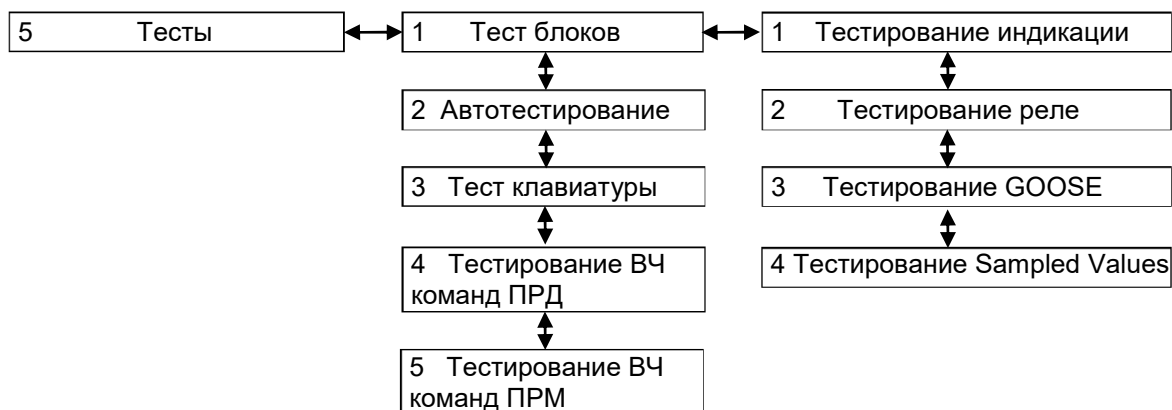 5 Тесты
1 Тест блоков
1 Тестирование индикации
2 Автотестирование
2 Тестирование реле
3 Тест клавиатуры
3 Тестирование GOOSE
4 Тестирование ВЧ
команд ПРД
4 Тестирование Sampled Values
5 Тестирование ВЧ
команд ПРМ